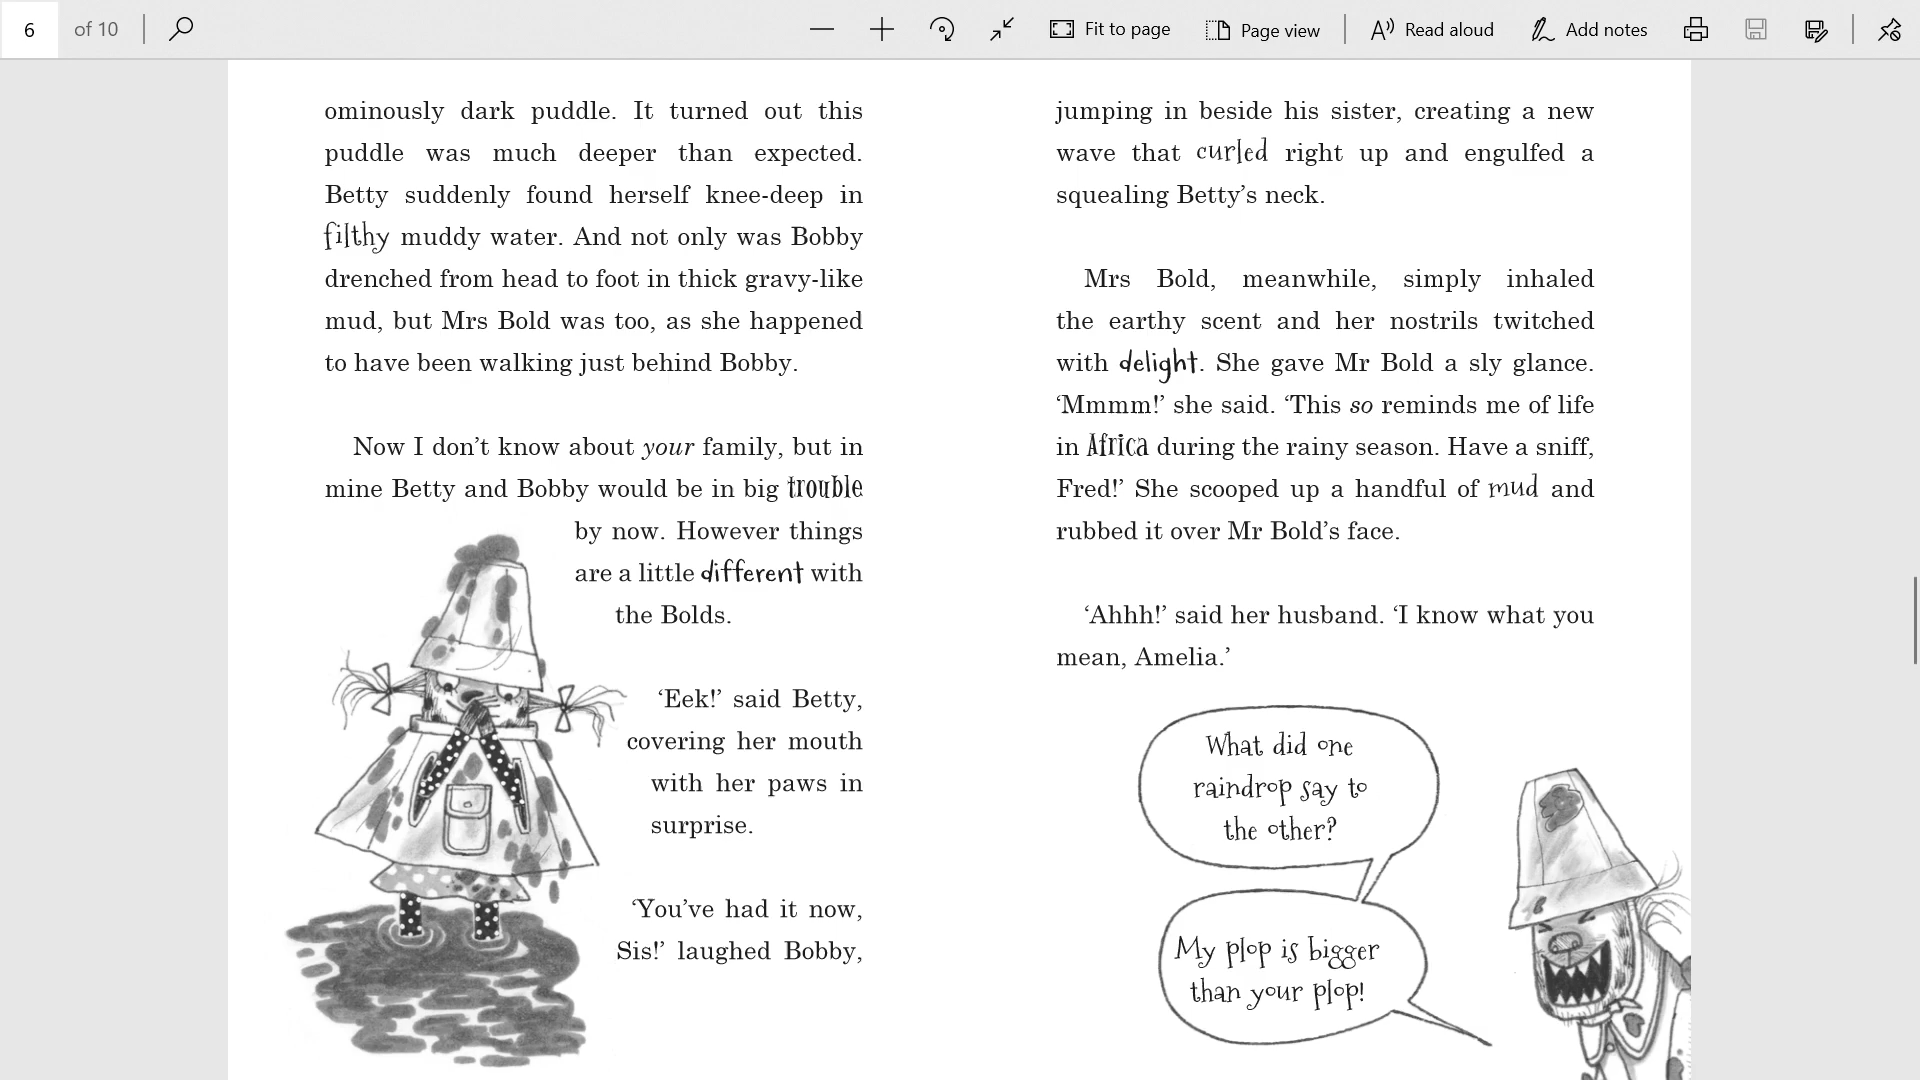 6 of 10 Fit to page Page view Read aloud Add notes
ominously dark puddle. It turned out this
puddle was much deeper than expected.
Betty suddenly found herself knee-deep in
filthy muddy water. And not only was Bobby
drenched from head to foot in thick gravy-like
mud, but Mrs Bold was too, as she happened
to have been walking just behind Bobby.
Now I don’t know about your family, but in
mine Betty and Bobby would be in big trouble
by now. However things
are a little different with
the Bolds.
‘Eek!’ said Betty,
covering her mouth
with her paws in
surprise.
‘You’ve had it now,
Sis!’ laughed Bobby,
jumping in beside his sister, creating a new
wave that curled right up and engulfed a
squealing Betty’s neck.
Mrs Bold, meanwhile, simply inhaled
the earthy scent and her nostrils twitched
with delight. She gave Mr Bold a sly glance.
‘Mmmm!’ she said. ‘This so reminds me of life
in Africa during the rainy season. Have a sniff,
Fred!’ She scooped up a handful of mud and
rubbed it over Mr Bold’s face.
‘Ahhh!’ said her husband. ‘I know what you
mean, Amelia.’
What did one
raindrop say to
the other?
My plop is bigger
than your plop!